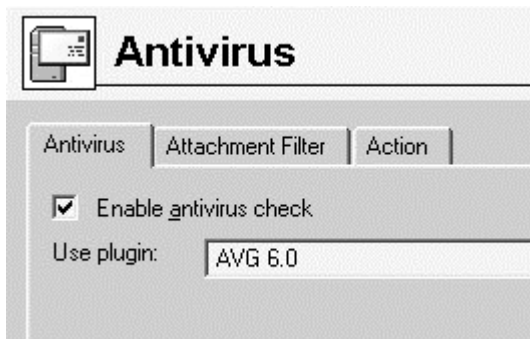 Antivirus
Antivirus Attachment Filter Action
Enable antivirus check
Use plugin: AVG 6.0